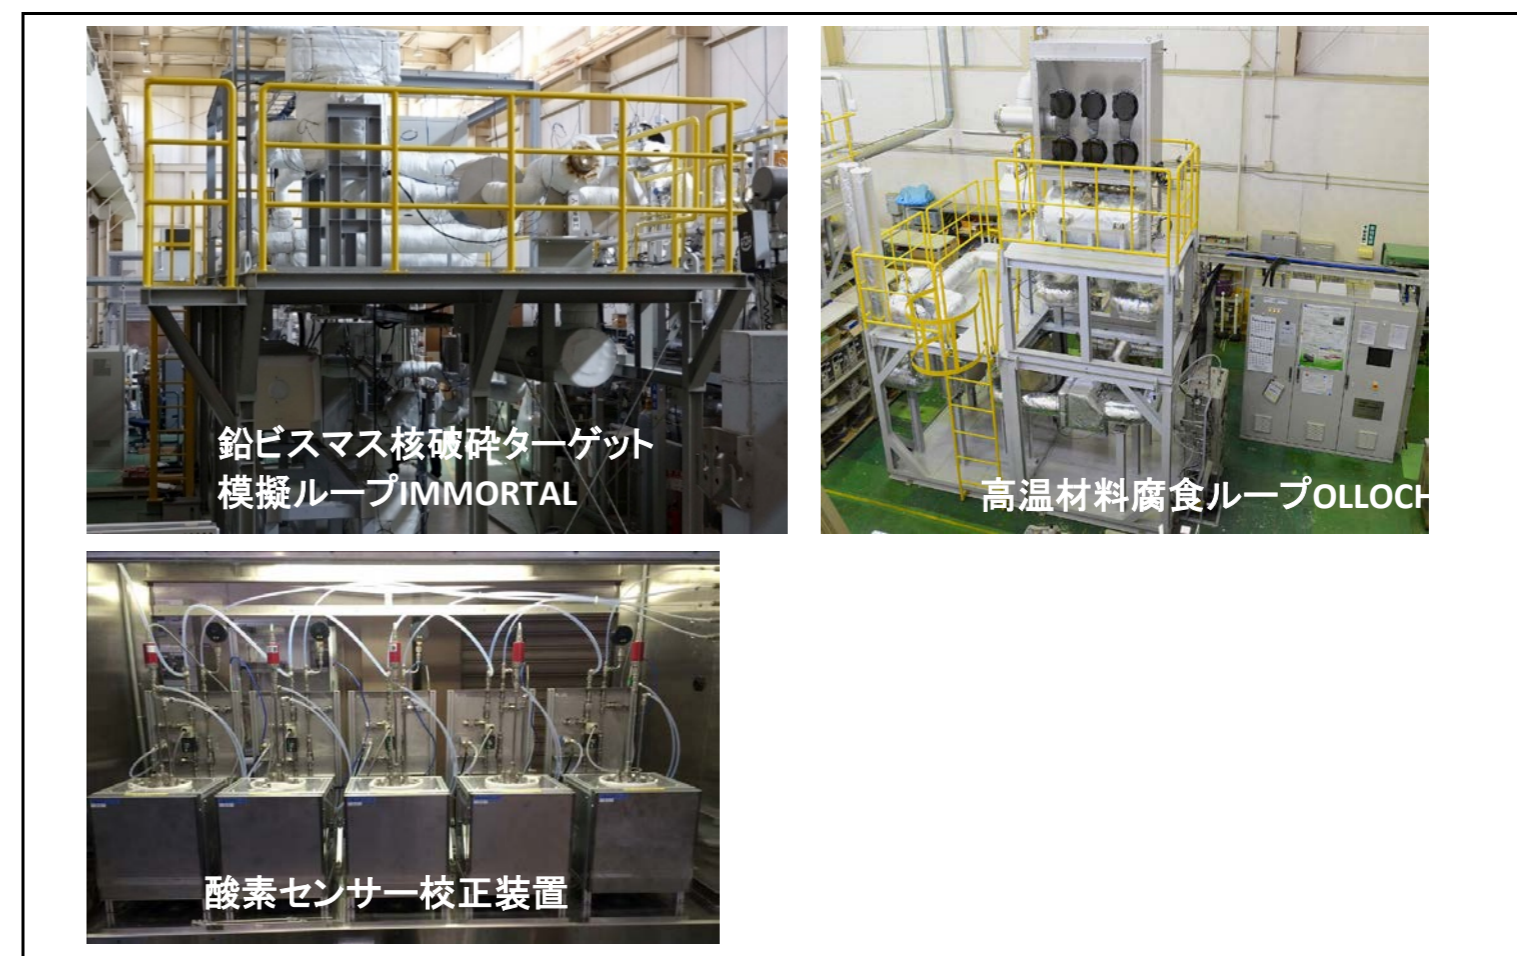 鉛ビスマス核破砕ターゲット
模擬ループIMMORTAL
高温材料腐食ループOLLOCH
酸素センサー校正装置